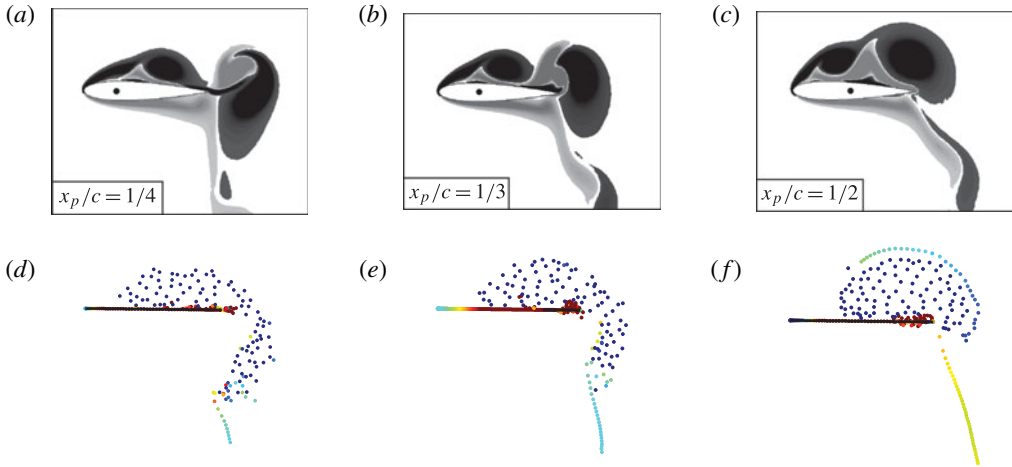 (a)
(b)
(c)
x_p/c = 1/4
x_p/c = 1/3
x_p/c = 1/2
(d)
(e)
(f)